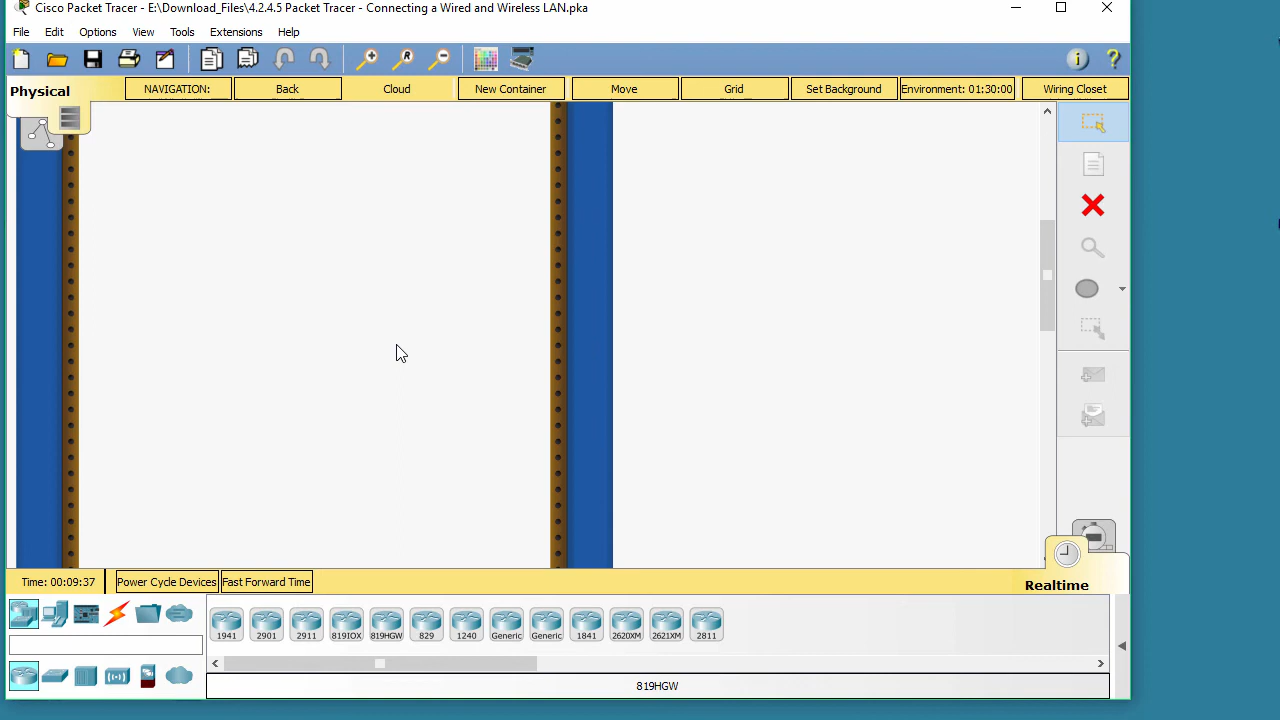 Cisco Packet Tracer - E:\Download_Files\4.2.4.5 Packet Tracer - Connecting a Wired and Wireless LAN.pka
File Edit Options View Tools Extensions Help
Physical NAVIGATION: Back Cloud New Container Move Grid Set Background Environment: 01:30:00 Wiring Closet
Time: 00:09:37 Power Cycle Devices Fast Forward Time Realtime
1941 2901 2911 819IOX 819HGW 829 1240 Generic Generic 1841 2620XM 2621XM 2811
819HGW